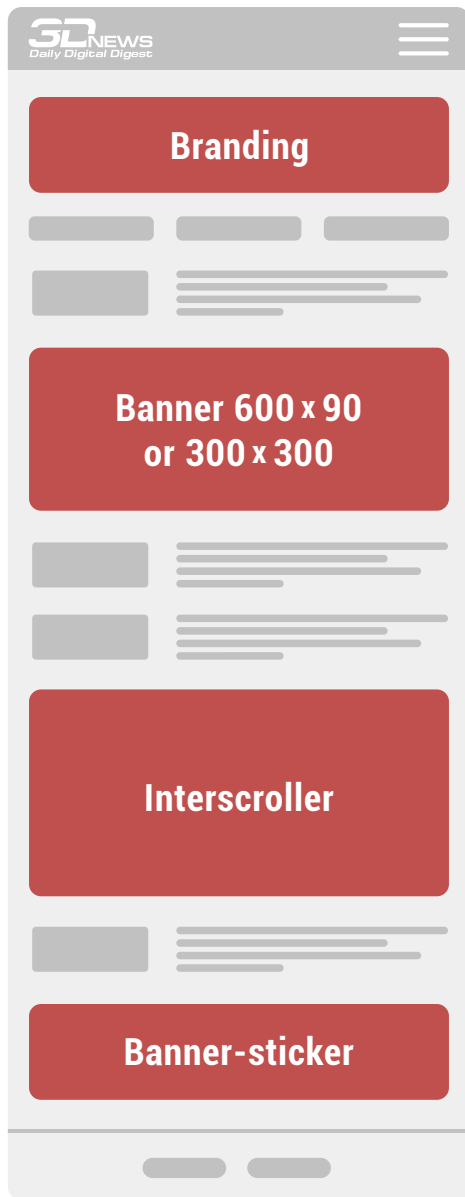 3DNEWS
Daily Digital Digest
Branding
Banner 600 x 90
or 300 x 300
Interscroller
Banner-sticker